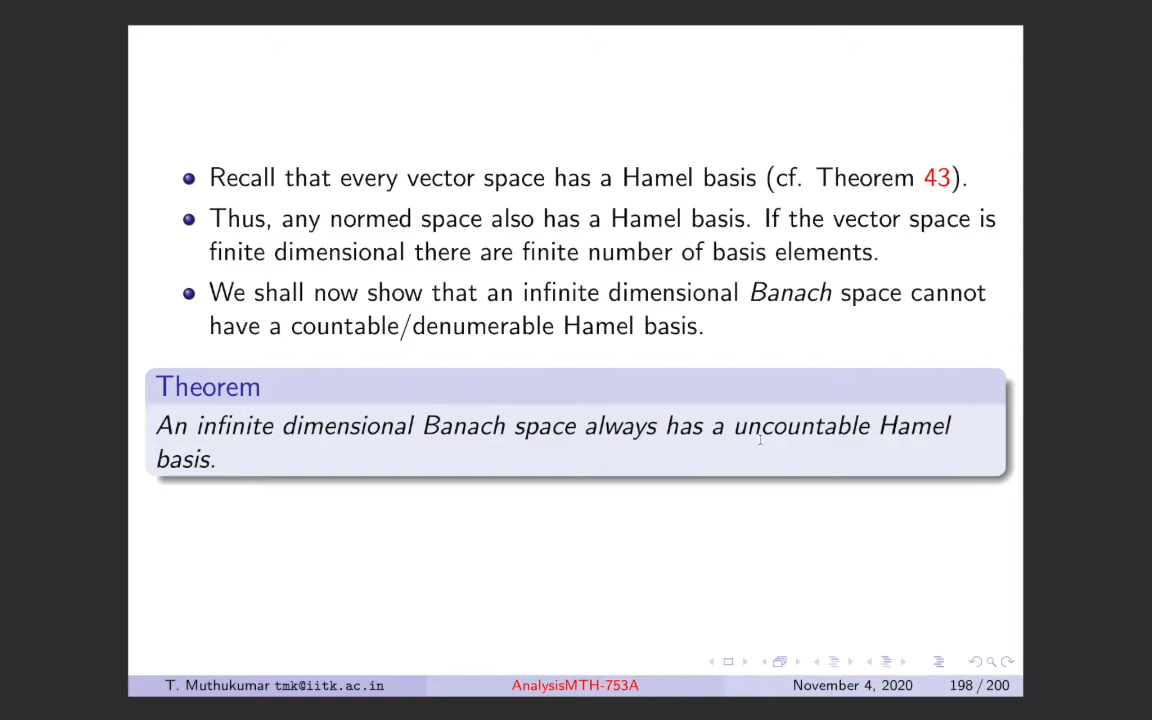 Recall that every vector space has a Hamel basis (cf. Theorem 43).
Thus, any normed space also has a Hamel basis. If the vector space is
finite dimensional there are finite number of basis elements.
We shall now show that an infinite dimensional Banach space cannot
have a countable/denumerable Hamel basis.
Theorem
An infinite dimensional Banach space always has a uncountable Hamel
basis.
T. Muthukumar tmk@iitk.ac.in AnalysisMTH-753A November 4, 2020 198 / 200